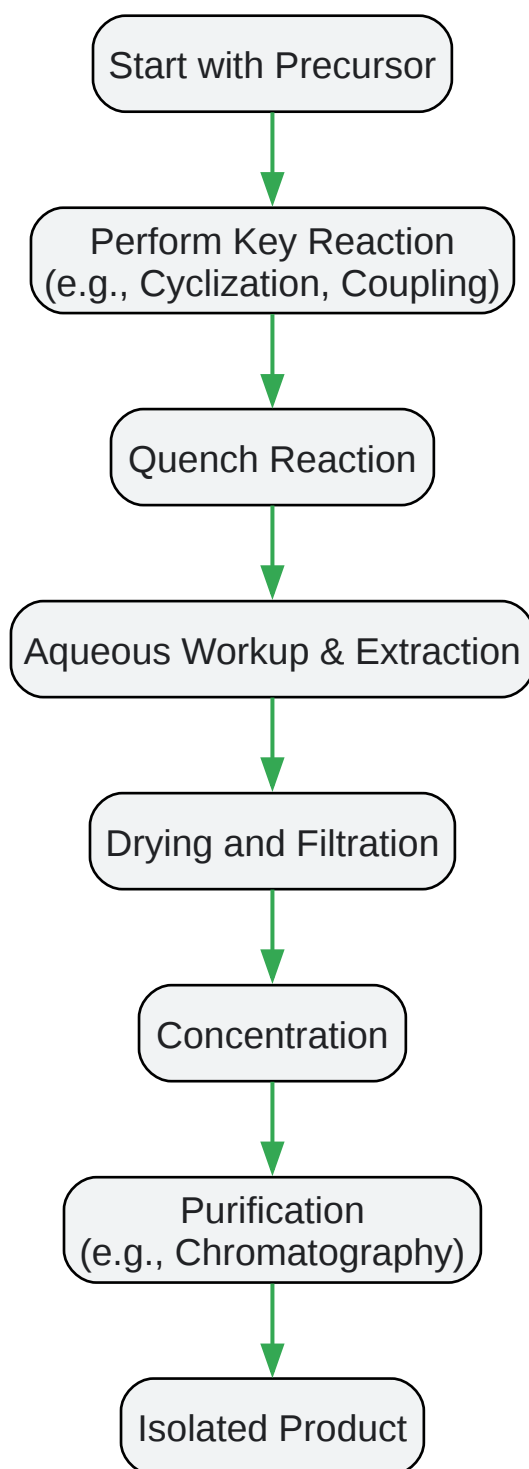 Start with Precursor
Perform Key Reaction
(e.g., Cyclization, Coupling)
Quench Reaction
Aqueous Workup & Extraction
Drying and Filtration
Concentration
Purification
(e.g., Chromatography)
Isolated Product